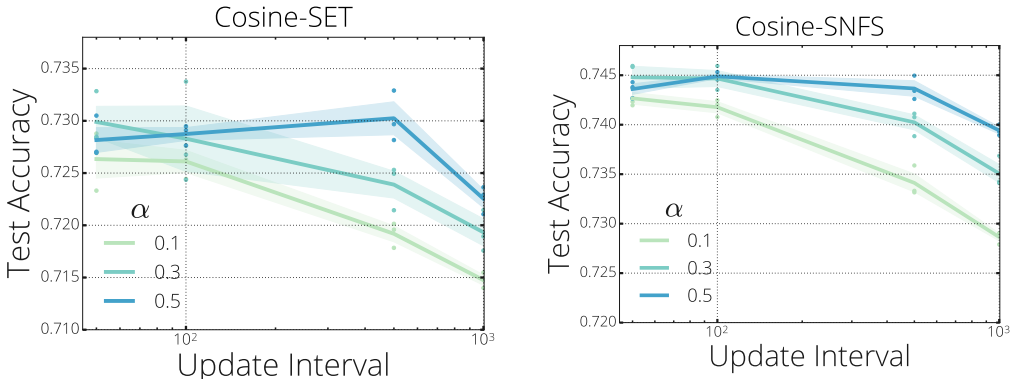 Cosine-SET
Test Accuracy
0.735
0.730
0.725
0.720
0.715
0.710
α
0.1
0.3
0.5
10²
10³
Update Interval
Cosine-SNFS
Test Accuracy
0.745
0.740
0.735
0.730
0.725
0.720
α
0.1
0.3
0.5
10²
10³
Update Interval